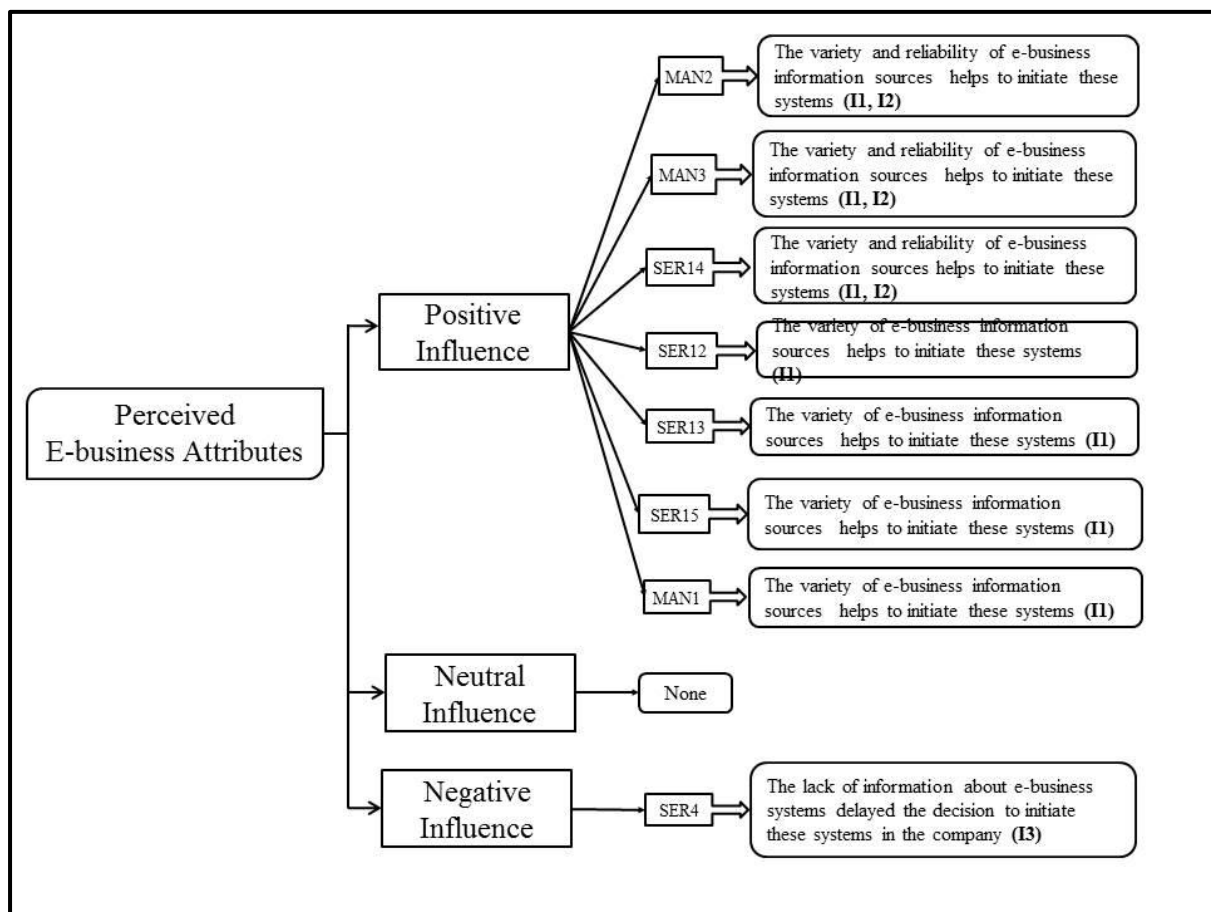 MAN2
The variety and reliability of e-business
information sources helps to initiate these
systems (I1, I2)
MAN3
The variety and reliability of e-business
information sources helps to initiate these
systems (I1, I2)
SER14
The variety and reliability of e-business
information sources helps to initiate these
systems (I1, I2)
Positive
Influence
SER12
The variety of e-business information
sources helps to initiate these systems
(I1)
Perceived
E-business Attributes
SER13
The variety of e-business information
sources helps to initiate these systems (I1)
SER15
The variety of e-business information
sources helps to initiate these systems (I1)
MAN1
The variety of e-business information
sources helps to initiate these systems (I1)
Neutral
Influence
None
Negative
Influence
SER4
The lack of information about e-business
systems delayed the decision to initiate
these systems in the company (I3)